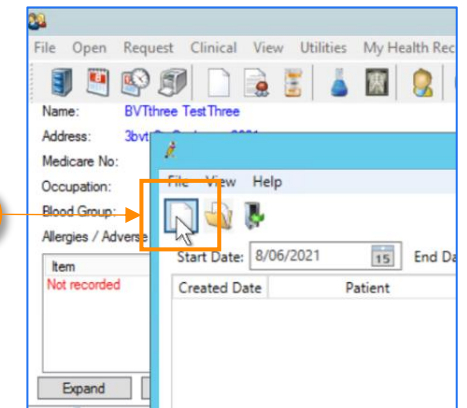 File Open Request Clinical View Utilities My Health Rec
Name: BVTthree TestThree
Address:
Medicare No:
Occupation:
File View Help
Blood Group:
Allergies / Adverse
Start Date: 8/06/2021 15 End Da
Item
Created Date Patient
Not recorded
Expand